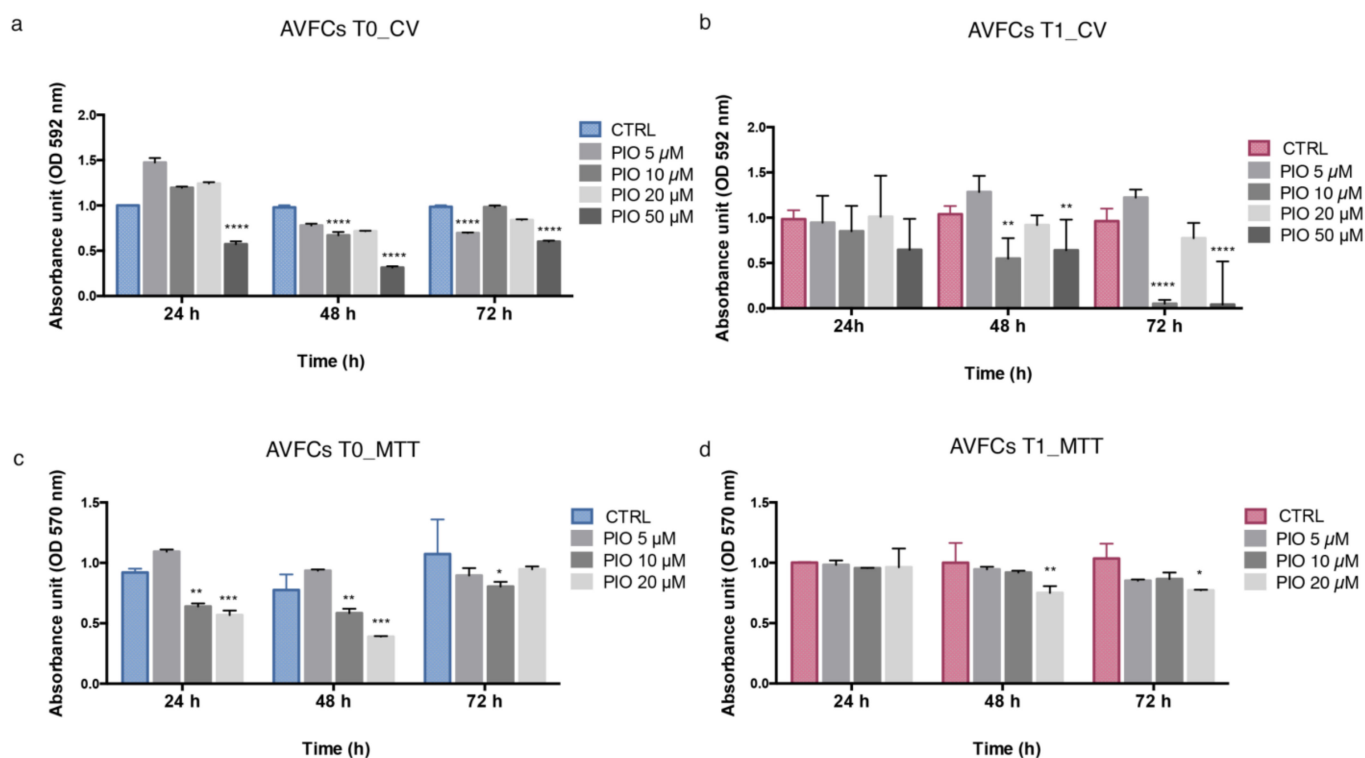 a
AVFCs T0_CV
Absorbance unit (OD 592 nm)
2.0
1.5
1.0
0.5
0.0
****
****
****
****
****
24 h
48 h
72 h
Time (h)
CTRL
PIO 5 µM
PIO 10 µM
PIO 20 µM
PIO 50 µM
b
AVFCs T1_CV
Absorbance unit (OD 592 nm)
2.0
1.5
1.0
0.5
0.0
**
**
****
****
24h
48 h
72 h
Time (h)
CTRL
PIO 5 µM
PIO 10 µM
PIO 20 µM
PIO 50 µM
c
AVFCs T0_MTT
Absorbance unit (OD 570 nm)
1.5
1.0
0.5
0.0
**
***
**
***
*
24 h
48 h
72 h
Time (h)
CTRL
PIO 5 µM
PIO 10 µM
PIO 20 µM
d
AVFCs T1_MTT
Absorbance unit (OD 570 nm)
1.5
1.0
0.5
0.0
**
*
24 h
48 h
72 h
Time (h)
CTRL
PIO 5 µM
PIO 10 µM
PIO 20 µM